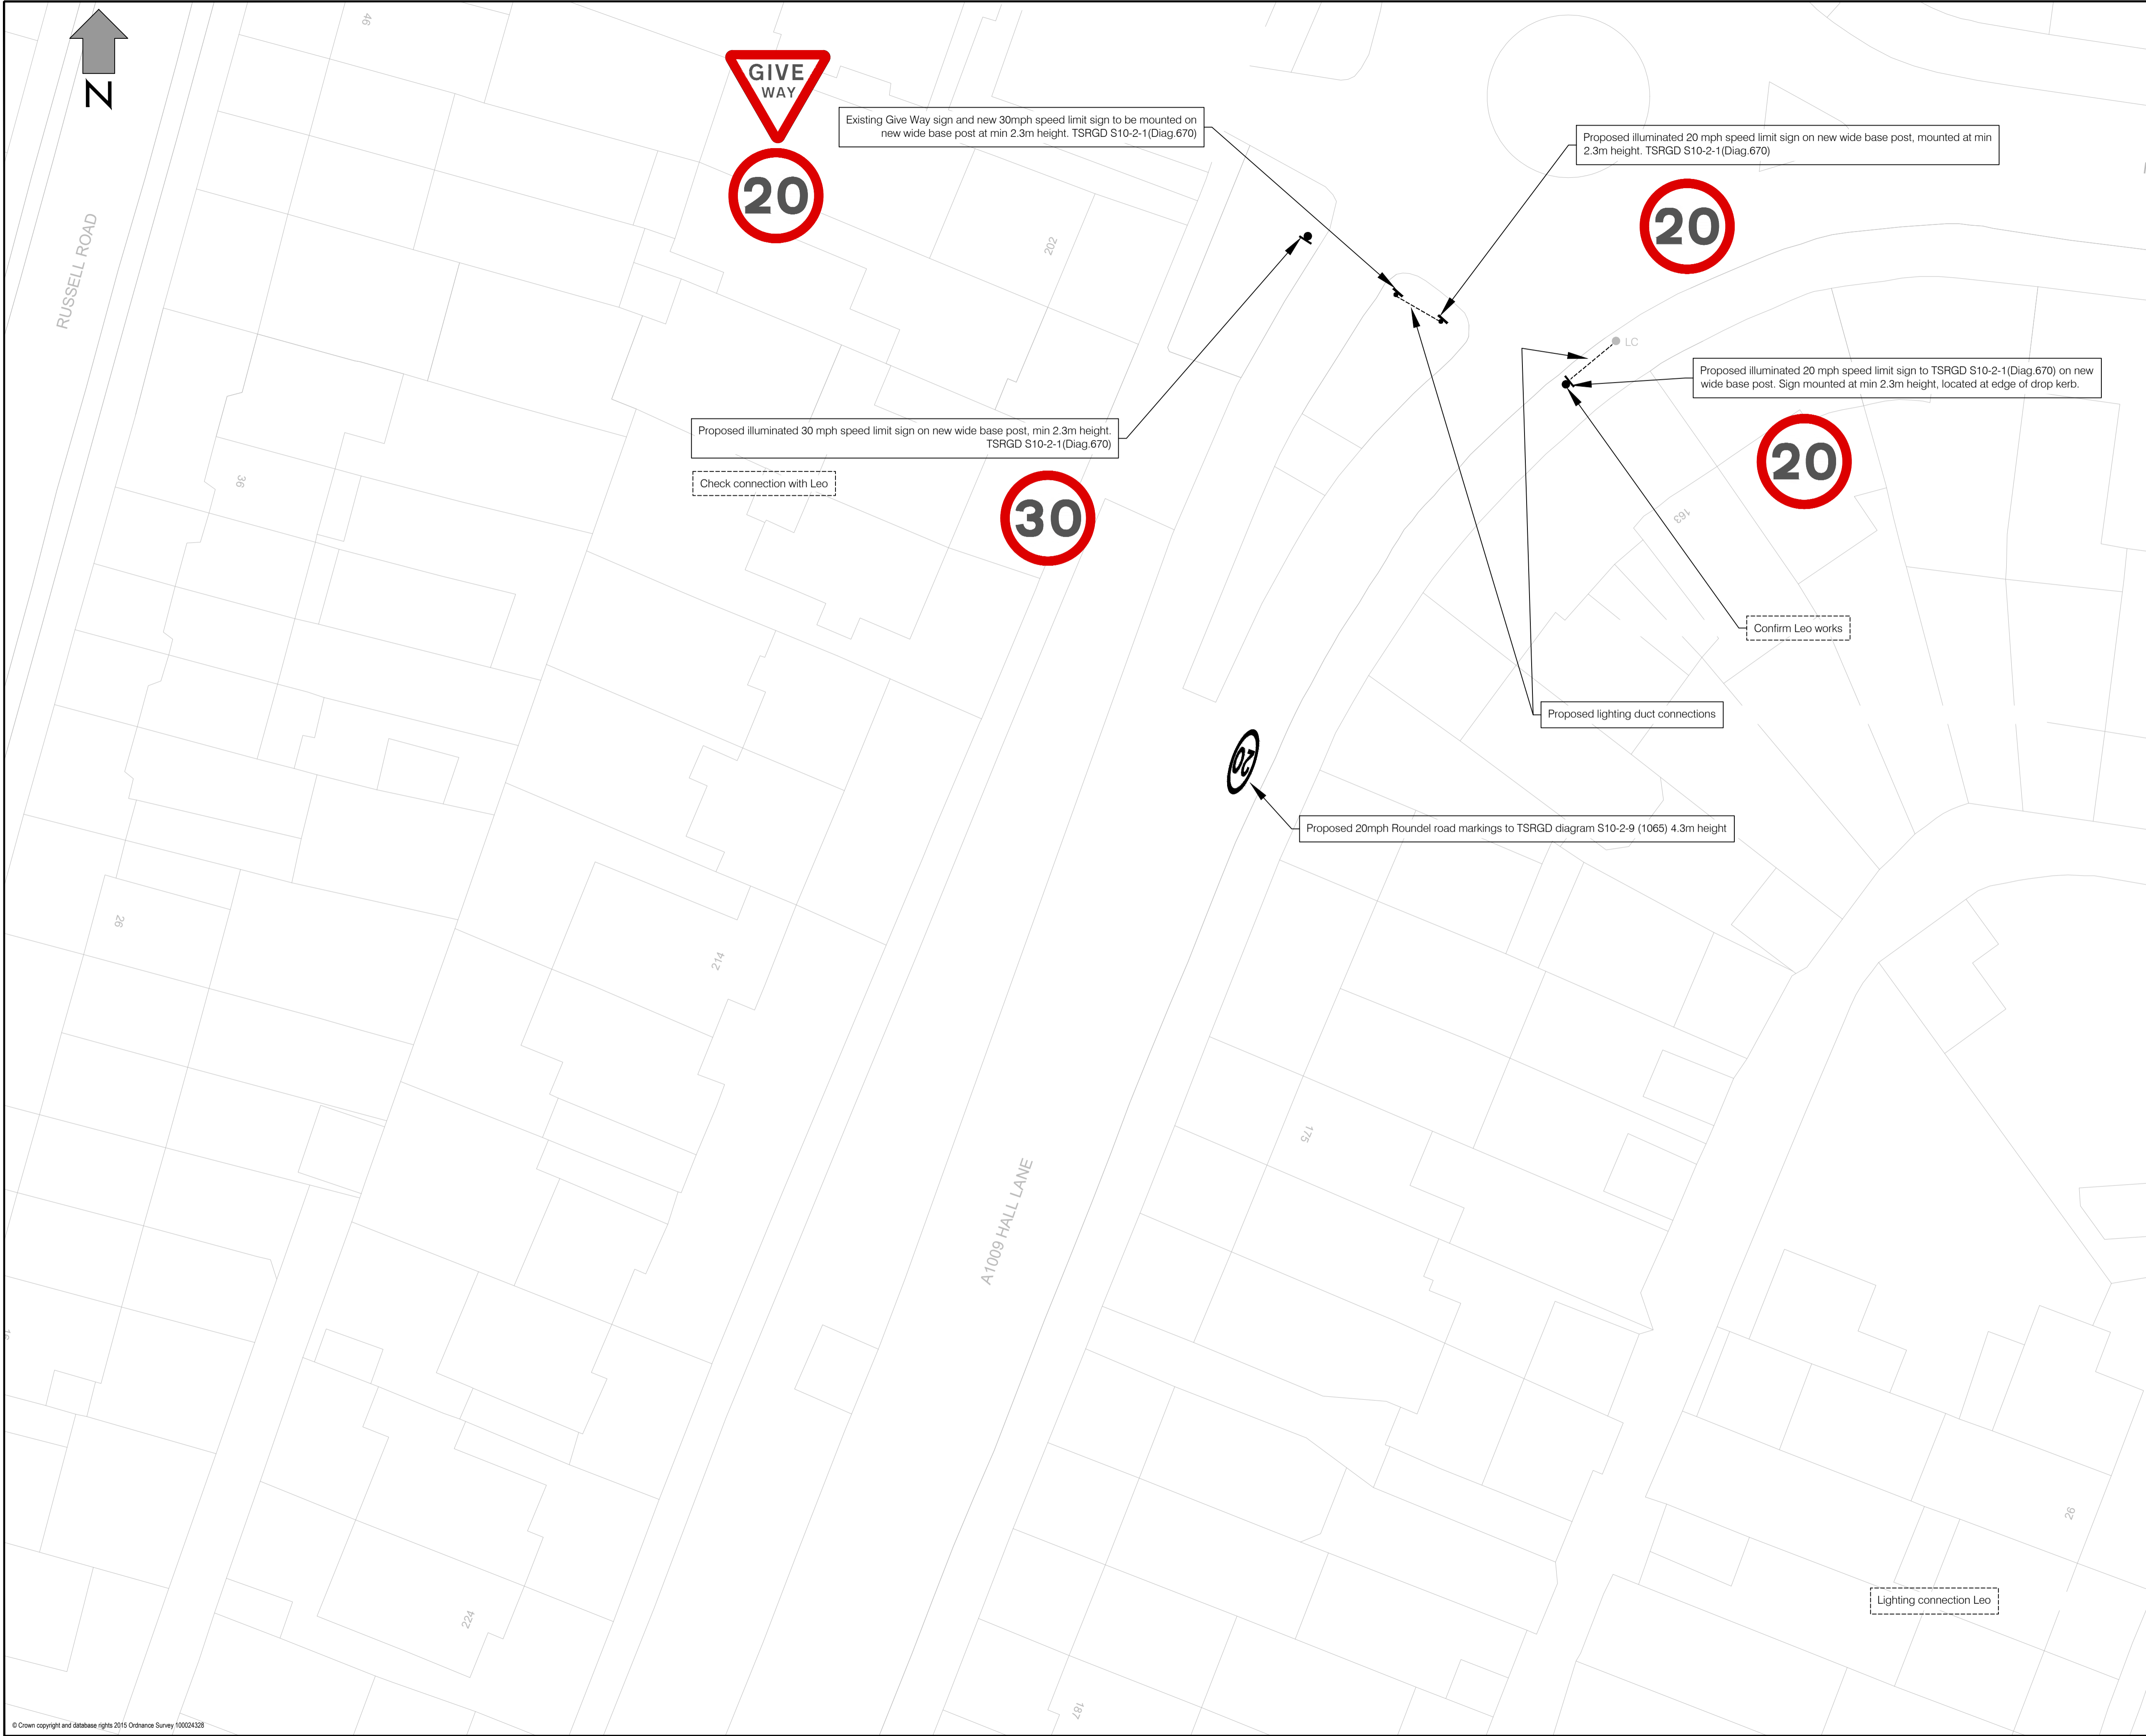 46
N
GIVE
WAY
20
Existing Give Way sign and new 30mph speed limit sign to be mounted on
new wide base post at min 2.3m height. TSRGD S10-2-1(Diag.670)
Proposed illuminated 20 mph speed limit sign on new wide base post, mounted at min
2.3m height. TSRGD S10-2-1(Diag.670)
20
RUSSELL ROAD
202
LC
Proposed illuminated 20 mph speed limit sign to TSRGD S10-2-1(Diag.670) on new
wide base post. Sign mounted at min 2.3m height, located at edge of drop kerb.
20
Proposed illuminated 30 mph speed limit sign on new wide base post, min 2.3m height.
TSRGD S10-2-1(Diag.670)
Check connection with Leo
30
36
163
Confirm Leo works
Proposed lighting duct connections
20
Proposed 20mph Roundel road markings to TSRGD diagram S10-2-9 (1065) 4.3m height
26
214
175
A1009 HALL LANE
16
28
Lighting connection Leo
224
187
© Crown copyright and database rights 2015 Ordnance Survey 100024328